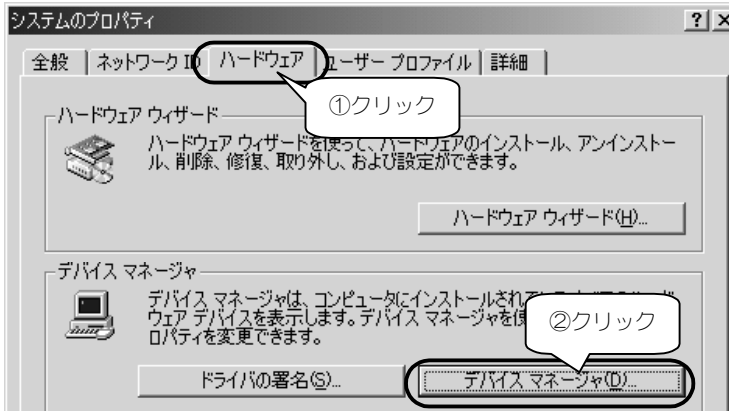 システムのプロパティ
全般 ネットワーク ID ハードウェア ユーザー プロファイル 詳細
①クリック
ハードウェア ウィザード
ハードウェア ウィザードを使って、ハードウェアのインストール、アンインストー
ル、削除、修復、取り外し、および設定ができます。
ハードウェア ウィザード(H)...
デバイス マネージャ
デバイス マネージャは、コンピュータにインストールされ
ウェア デバイスを表示します。デバイス マネージャを使
ロパティを変更できます。
②クリック
ドライバの署名(S)... デバイス マネージャ(D)...